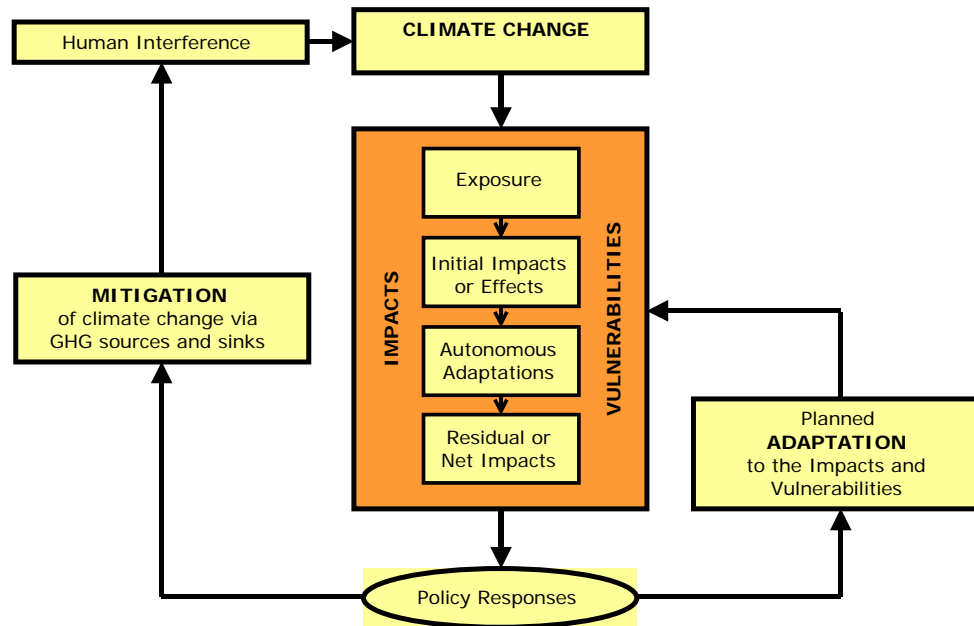 Human Interference
CLIMATE CHANGE
Exposure
Initial Impacts
or Effects
Autonomous
Adaptations
Residual or
Net Impacts
IMPACTS
VULNERABILITIES
MITIGATION
of climate change via
GHG sources and sinks
Planned
ADAPTATION
to the Impacts and
Vulnerabilities
Policy Responses